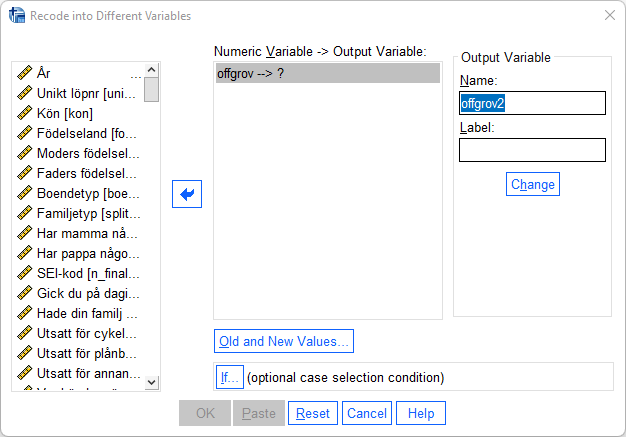 Recode into Different Variables
År ...
Unikt löpnr [uni...
Kön [kon]
Födelseland [fo...
Moders födelsel...
Faders födelsel...
Boendetyp [boe...
Familjetyp [split...
Har mamma nå...
Har pappa någo...
SEI-kod [n_final...
Gick du på dagi...
Hade din familj ...
Utsatt för cykel...
Utsatt för plånb...
Utsatt för annan...
Numeric Variable -> Output Variable:
offgrov --> ?
Old and New Values...
If... (optional case selection condition)
Output Variable
Name:
offgrov2
Label:
Change
OK Paste Reset Cancel Help